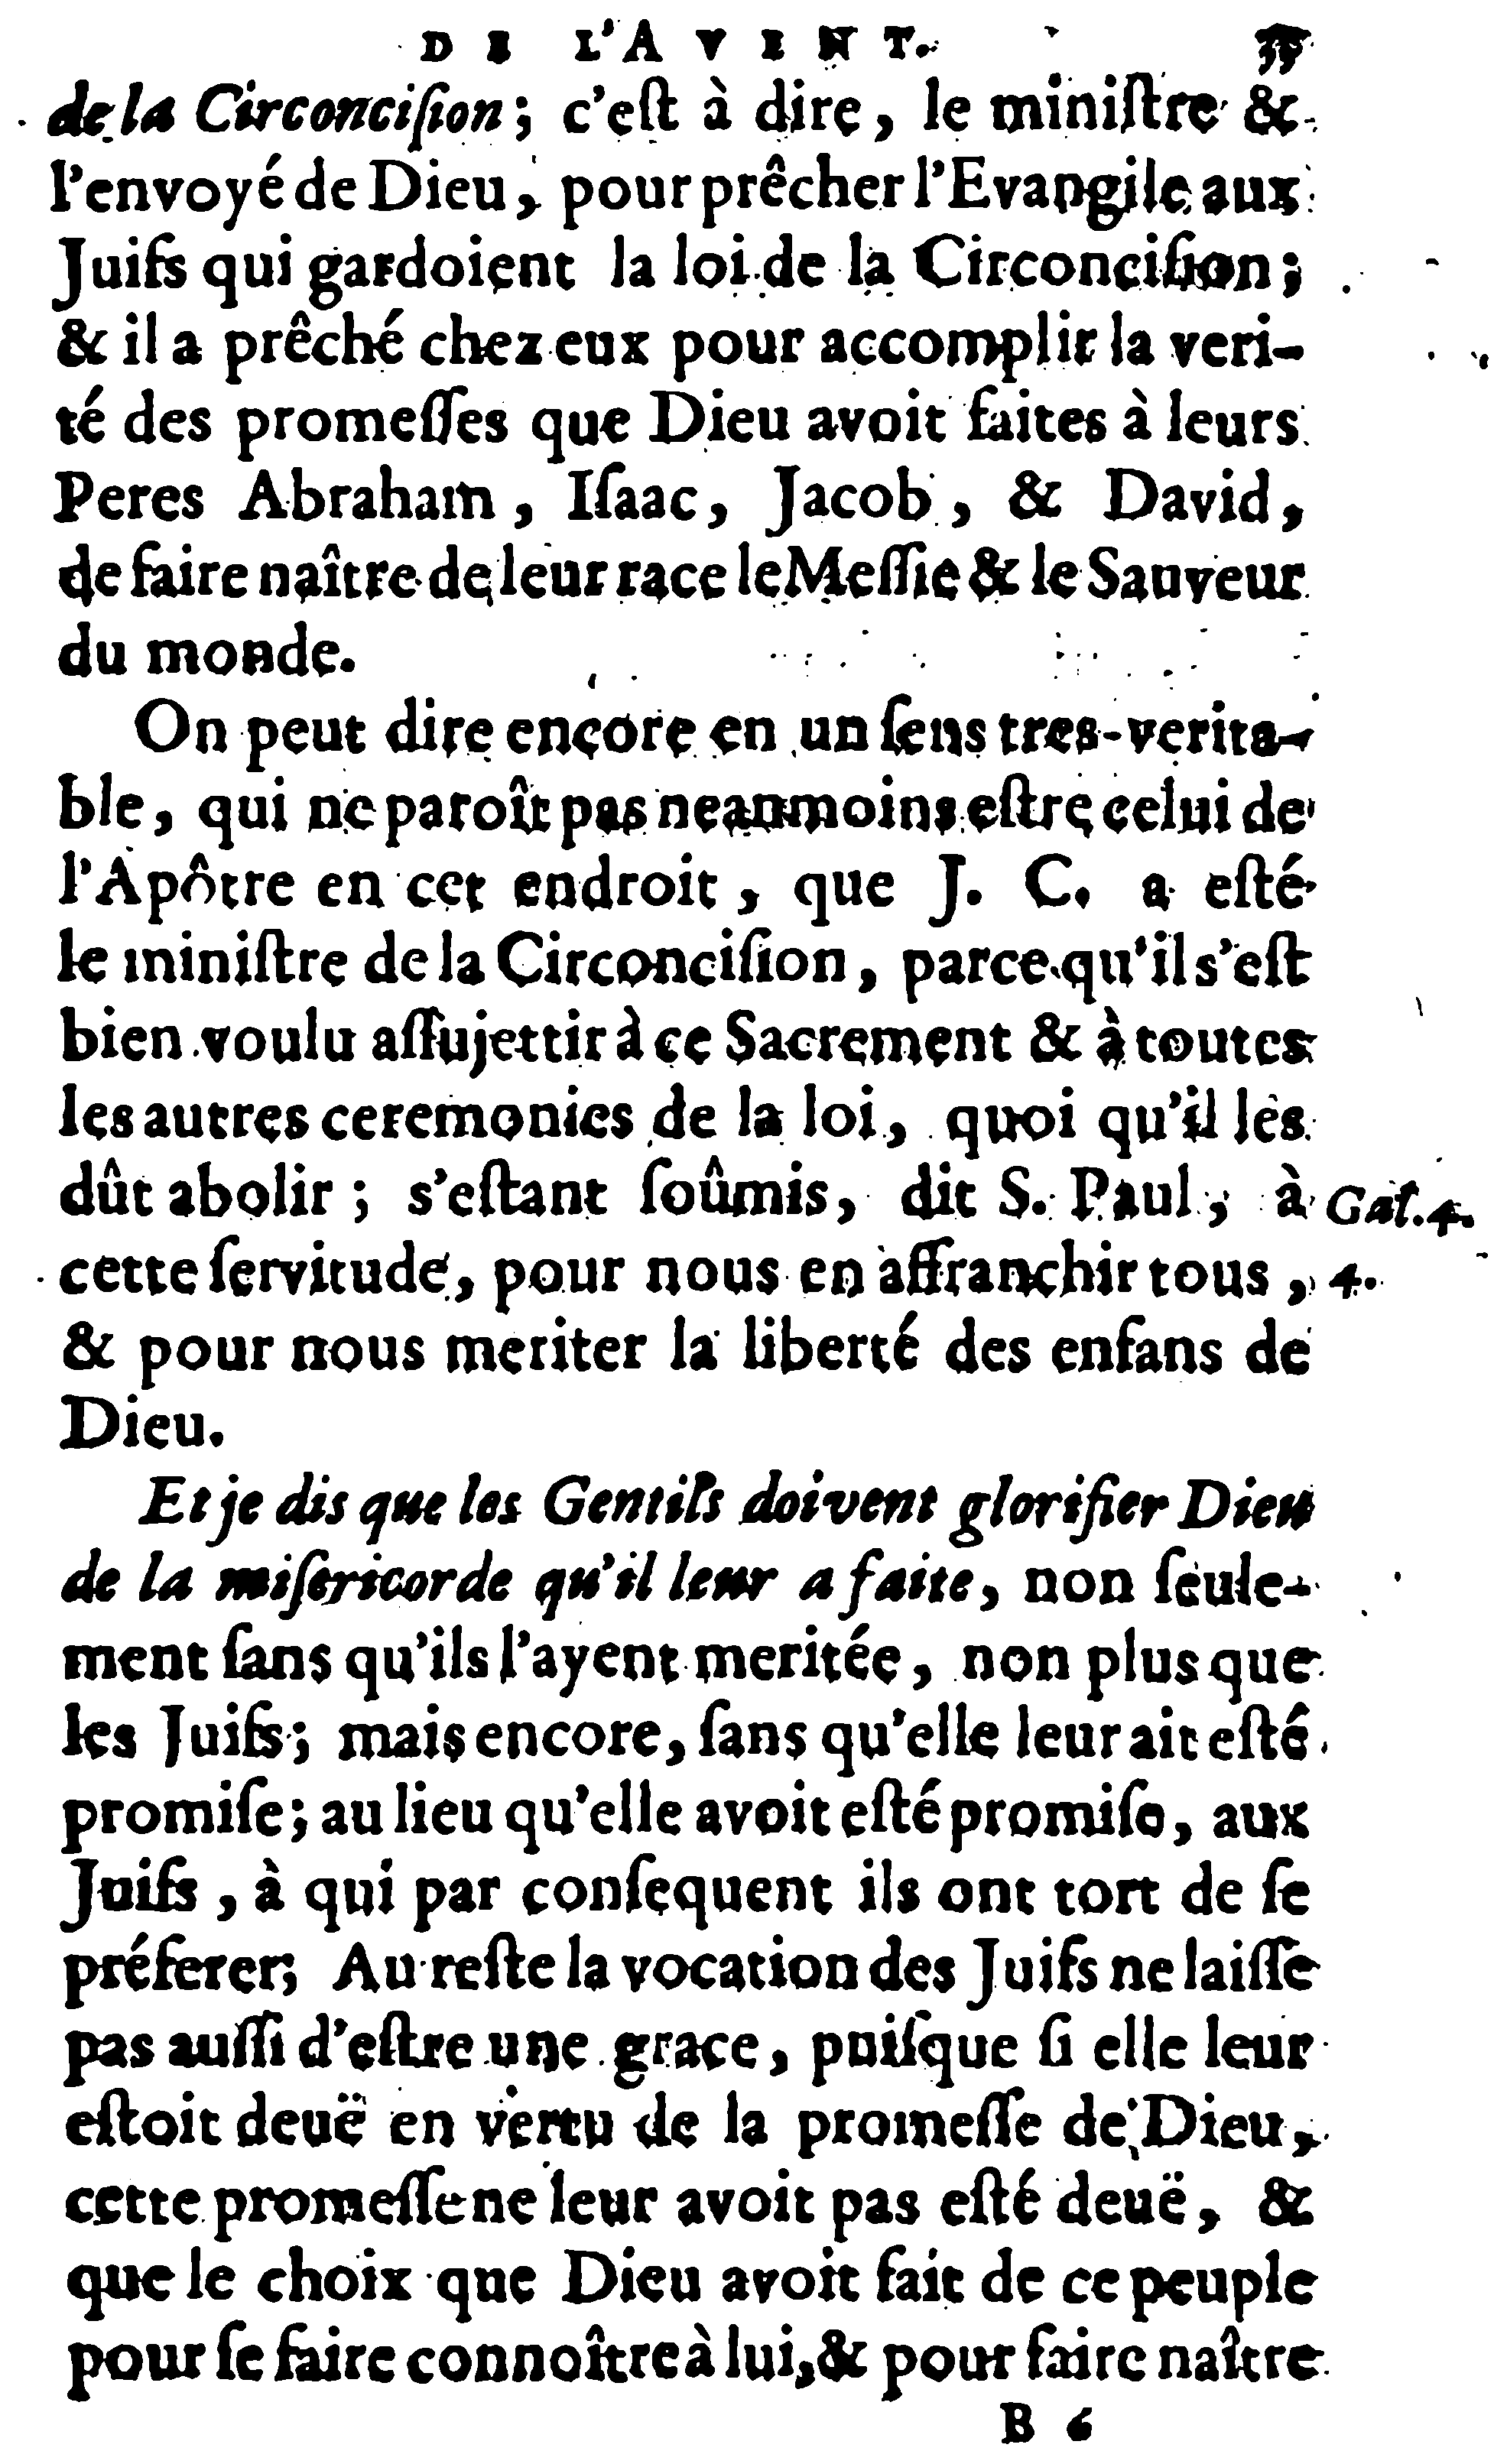 DE L'AVENT. 35
de la Circonciſion; c'eſt à dire, le miniſtre &
l'envoyé de Dieu, pour prêcher l'Evangile aux
Juifs qui gardoient la loi de la Circonciſion;
& il a prêché chez eux pour accomplir la veri-
té des promeſſes que Dieu avoit faites à leurs
Peres Abraham, Iſaac, Jacob, & David,
de faire naître de leur race le Meſſie & le Sauveur
du monde.
On peut dire encore en un ſens tres-verita-
ble, qui ne paroît pas neanmoins eſtre celui de
l'Apôtre en cet endroit, que J. C. a eſté
le miniſtre de la Circonciſion, parce qu'il s'eſt
bien voulu aſſujettir à ce Sacrement & à toutes
les autres ceremonies de la loi, quoi qu'il les
dût abolir; s'eſtant ſoûmis, dit S. Paul, à Gal. 4.
cette ſervitude, pour nous en affranchir tous, 4.
& pour nous meriter la liberté des enfans de
Dieu.
Et je dis que les Gentils doivent glorifier Dieu
de la miſericorde qu'il leur a faite, non ſeule-
ment ſans qu'ils l'ayent meritée, non plus que
les Juifs; mais encore, ſans qu'elle leur ait eſté
promiſe; au lieu qu'elle avoit eſté promiſe, aux
Juifs, à qui par conſequent ils ont tort de ſe
préferer; Au reſte la vocation des Juifs ne laiſſe
pas auſſi d'eſtre une grace, puiſque ſi elle leur
eſtoit deuë en vertu de la promeſſe de Dieu,
cette promeſſe ne leur avoit pas eſté deuë, &
que le choix que Dieu avoit fait de ce peuple
pour ſe faire connoître à lui, & pour faire naître
B 6